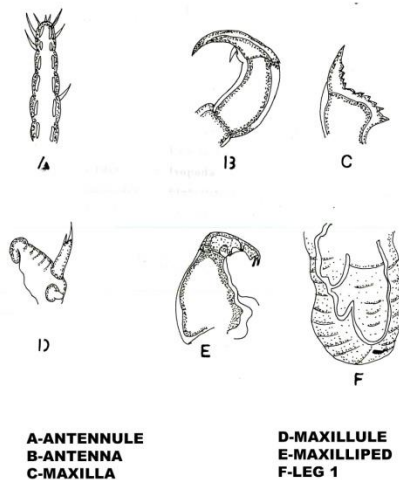 A
B
C
D
E
F
A-ANTENNULE
B-ANTENNA
C-MAXILLA
D-MAXILLULE
E-MAXILLIPED
F-LEG 1